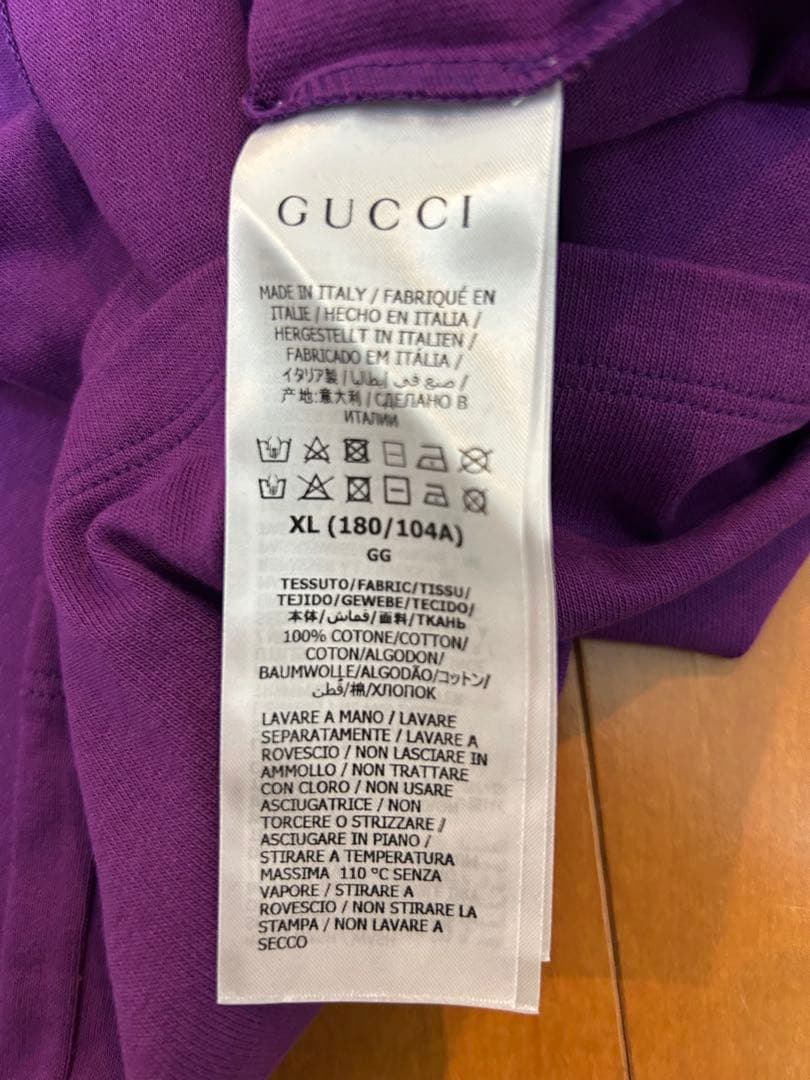 GUCCI
MADE IN ITALY / FABRIQUÉ EN
ITALIE / HECHO EN ITALIA /
HERGESTELLT IN ITALIEN /
FABRICADO EM ITÁLIA /
イタリア製 / صنع في إيطاليا /
产地:意大利 / СДЕЛАНО В
ИТАЛИИ
XL (180/104A)
GG
TESSUTO/FABRIC/TISSU/
TEJIDO/GEWEBE/TECIDO/
本体/قماش/面料/ТКАНЬ
100% COTONE/COTTON/
COTON/ALGODON/
BAUMWOLLE/ALGODÃO/コットン/
قطن/棉/ХЛОПОК
LAVARE A MANO / LAVARE
SEPARATAMENTE / LAVARE A
ROVESCIO / NON LASCIARE IN
AMMOLLO / NON TRATTARE
CON CLORO / NON USARE
ASCIUGATRICE / NON
TORCERE O STRIZZARE /
ASCIUGARE IN PIANO /
STIRARE A TEMPERATURA
MASSIMA 110 °C SENZA
VAPORE / STIRARE A
ROVESCIO / NON STIRARE LA
STAMPA / NON LAVARE A
SECCO